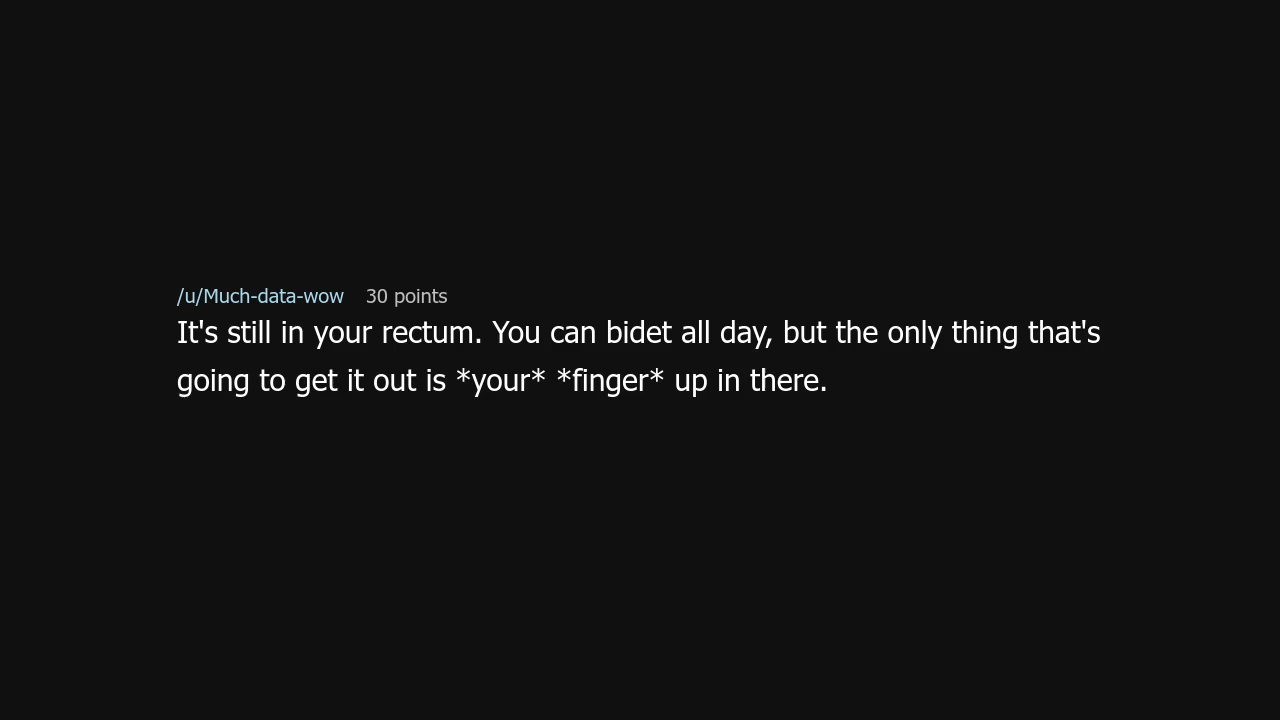 /u/Much-data-wow 30 points
It's still in your rectum. You can bidet all day, but the only thing that's
going to get it out is *your* *finger* up in there.